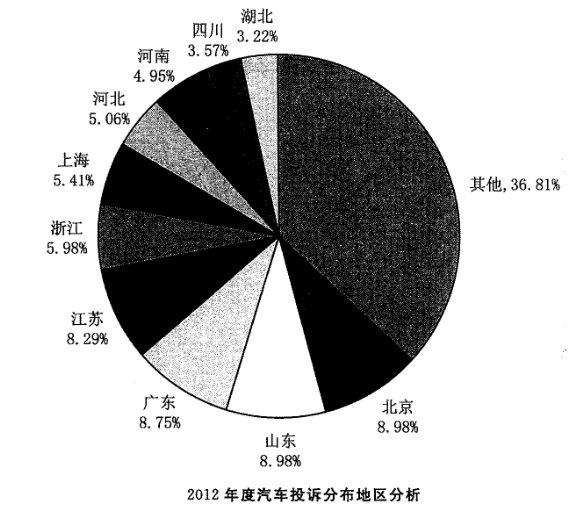 湖北
3.22%
四川
3.57%
河南
4.95%
河北
5.06%
上海
5.41%
浙江
5.98%
江苏
8.29%
广东
8.75%
山东
8.98%
北京
8.98%
其他,36.81%
2012年度汽车投诉分布地区分析